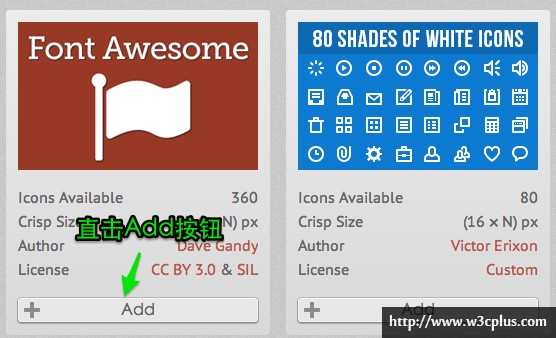 Font Awesome
Icons Available 360
Crisp Size N) px
Author Dave Gandy
License CC BY 3.0 & SIL
直击Add按钮
Add
80 SHADES OF WHITE ICONS
Icons Available 80
Crisp Size (16 × N) px
Author Victor Erixon
License Custom
Add
http://www.w3cplus.com